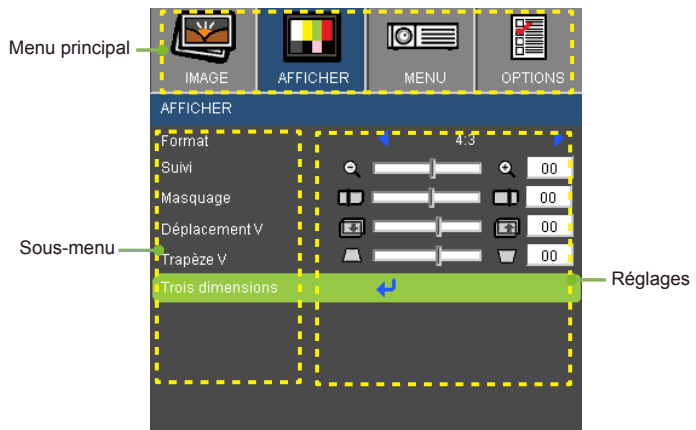 Menu principal
IMAGE AFFICHER MENU OPTIONS
AFFICHER
Format 4:3
Suivi 00
Masquage 00
Déplacement V 00
Trapèze V 00
Trois dimensions
Sous-menu
Réglages